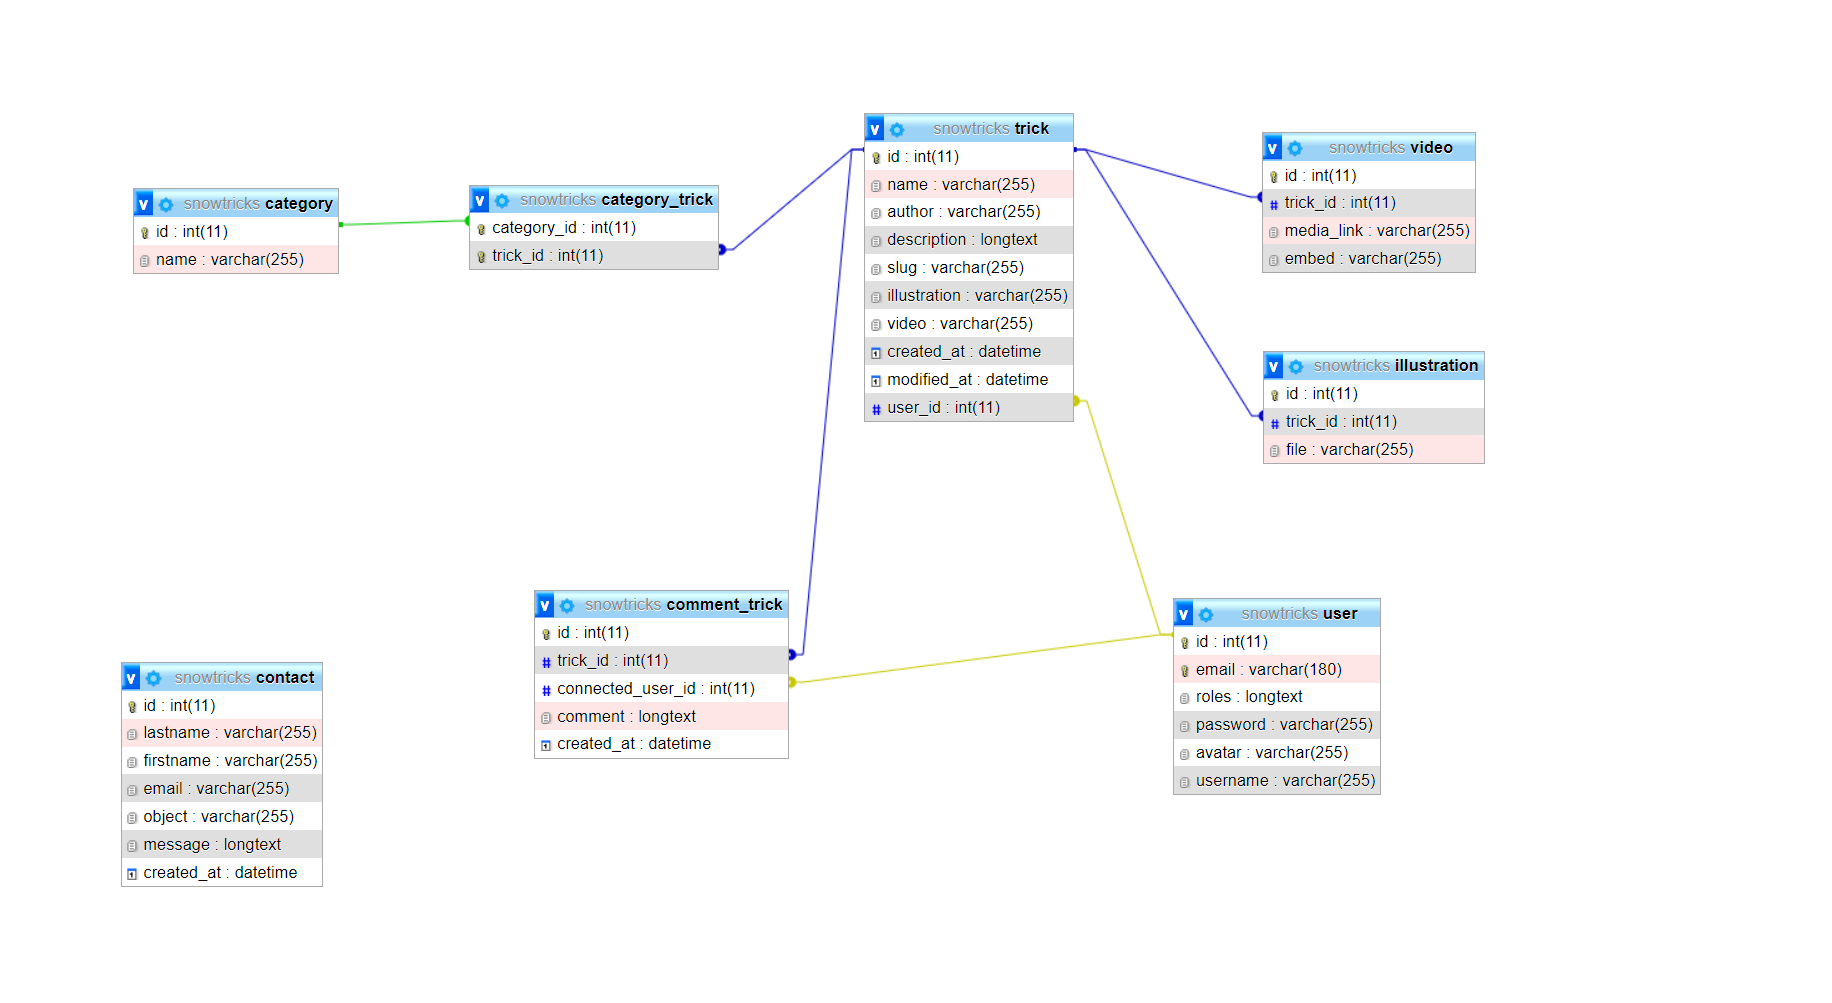 v snowtricks category
id : int(11)
name : varchar(255)
v snowtricks category_trick
category_id : int(11)
trick_id : int(11)
v snowtricks trick
id : int(11)
name : varchar(255)
author : varchar(255)
description : longtext
slug : varchar(255)
illustration : varchar(255)
video : varchar(255)
created_at : datetime
modified_at : datetime
# user_id : int(11)
v snowtricks video
id : int(11)
# trick_id : int(11)
media_link : varchar(255)
embed : varchar(255)
v snowtricks illustration
id : int(11)
# trick_id : int(11)
file : varchar(255)
v snowtricks comment_trick
id : int(11)
# trick_id : int(11)
# connected_user_id : int(11)
comment : longtext
created_at : datetime
v snowtricks user
id : int(11)
email : varchar(180)
roles : longtext
password : varchar(255)
avatar : varchar(255)
username : varchar(255)
v snowtricks contact
id : int(11)
lastname : varchar(255)
firstname : varchar(255)
email : varchar(255)
object : varchar(255)
message : longtext
created_at : datetime